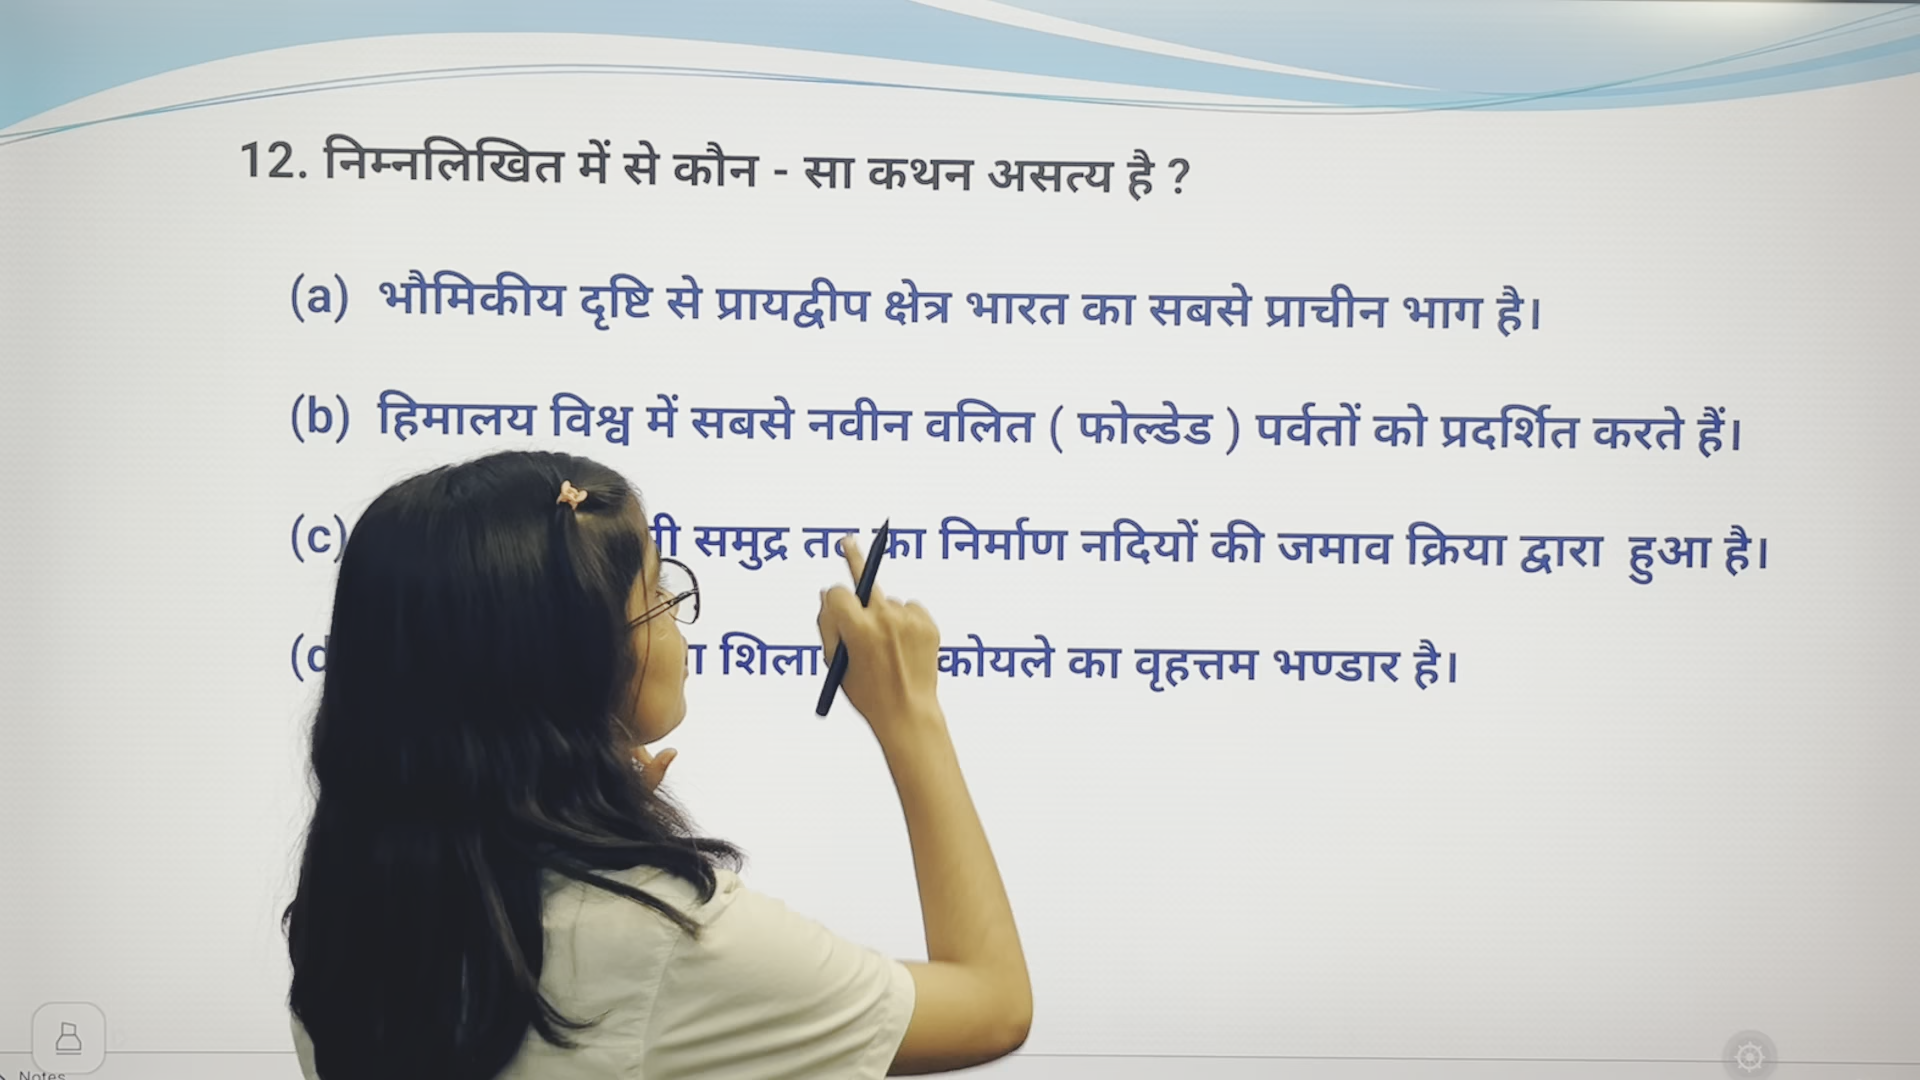 12. निम्नलिखित में से कौन - सा कथन असत्य है ?
(a) भौमिकीय दृष्टि से प्रायद्वीप क्षेत्र भारत का सबसे प्राचीन भाग है।
(b) हिमालय विश्व में सबसे नवीन वलित ( फोल्डेड ) पर्वतों को प्रदर्शित करते हैं।
(c) समुद्र का निर्माण नदियों की जमाव क्रिया द्वारा हुआ है।
कोयले का वृहत्तम भण्डार है।
Notes